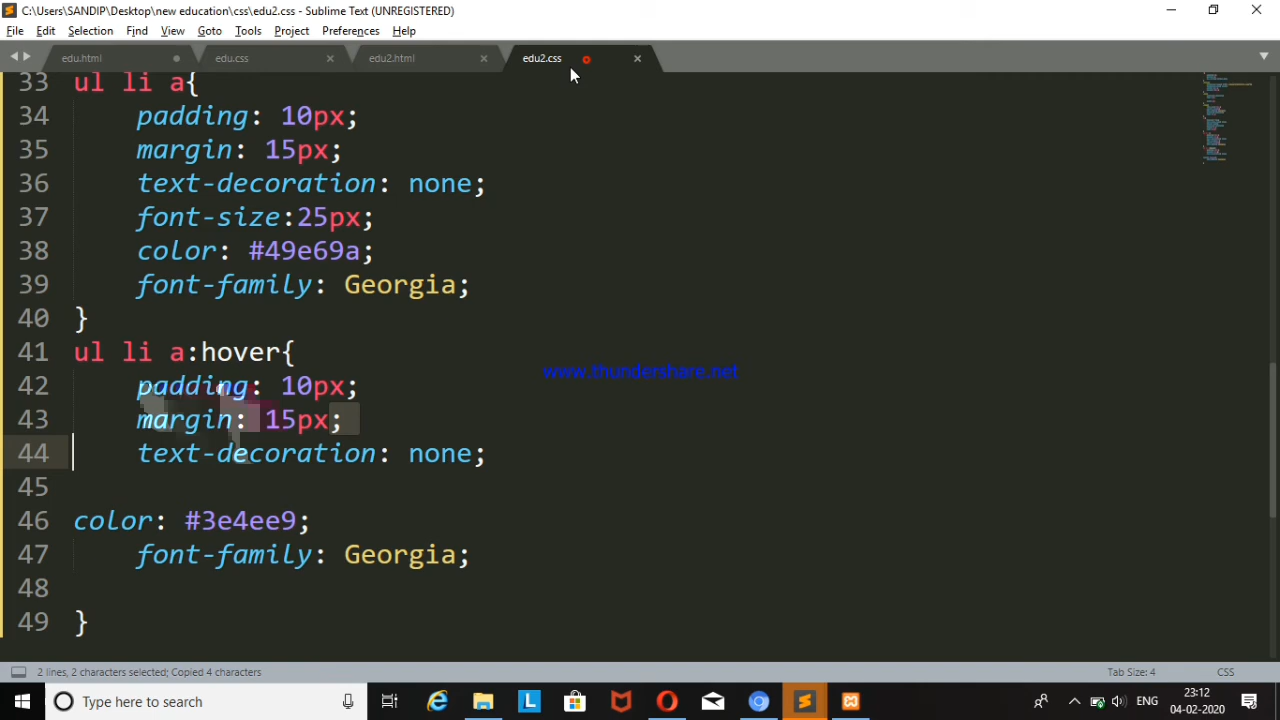 C:\Users\SANDIP\Desktop\new education\css\edu2.css - Sublime Text (UNREGISTERED)
File Edit Selection Find View Goto Tools Project Preferences Help
edu.html edu.css edu2.html edu2.css
33 ul li a{
34 padding: 10px;
35 margin: 15px;
36 text-decoration: none;
37 font-size:25px;
38 color: #49e69a;
39 font-family: Georgia;
40 }
41 ul li a:hover{
www.thundershare.net
42 padding: 10px;
43 margin: 15px;
44 text-decoration: none;
45
46 color: #3e4ee9;
47 font-family: Georgia;
48
49 }
2 lines, 2 characters selected; Copied 4 characters Tab Size: 4 CSS
Type here to search ENG 23:12
04-02-2020